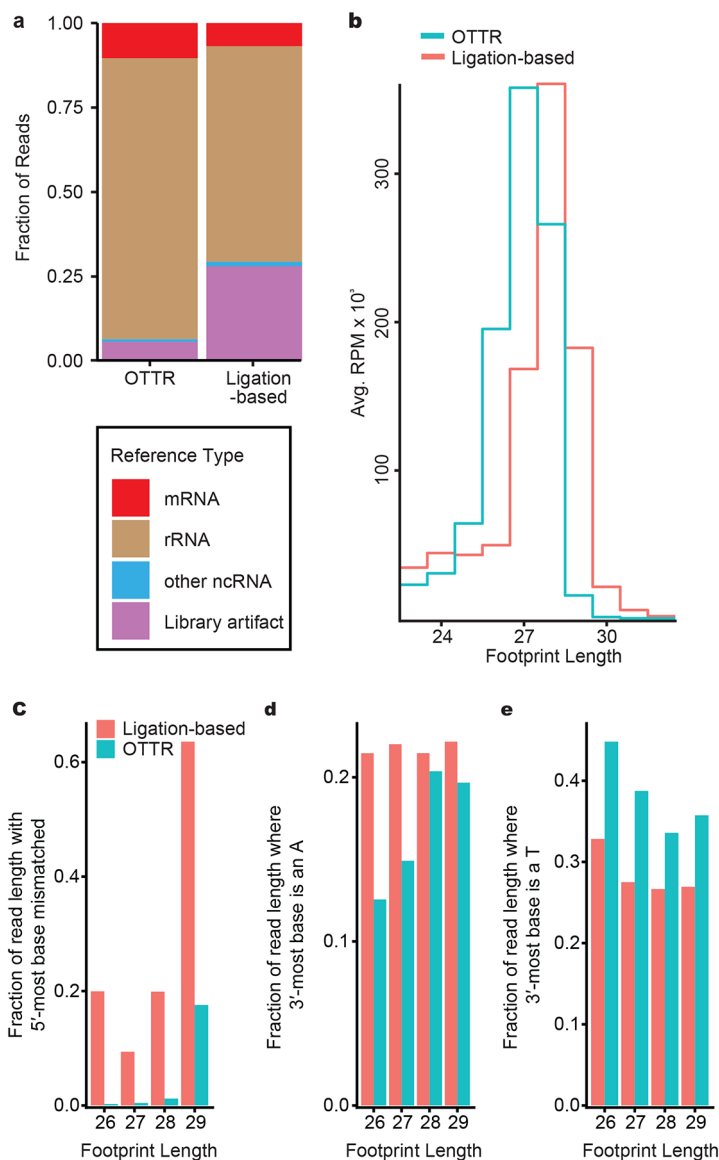 a
Fraction of Reads
1.00
0.75
0.50
0.25
0.00
OTTR
Ligation
-based
Reference Type
mRNA
rRNA
other ncRNA
Library artifact
b
OTTR
Ligation-based
Avg. RPM x 10³
300
200
100
24
27
30
Footprint Length
c
Ligation-based
OTTR
Fraction of read length with
5′-most base mismatched
0.6
0.4
0.2
0.0
26
27
28
29
Footprint Length
d
Fraction of read length where
3′-most base is an A
0.2
0.1
0.0
26
27
28
29
Footprint Length
e
Fraction of read length where
3′-most base is a T
0.4
0.3
0.2
0.1
0.0
26
27
28
29
Footprint Length